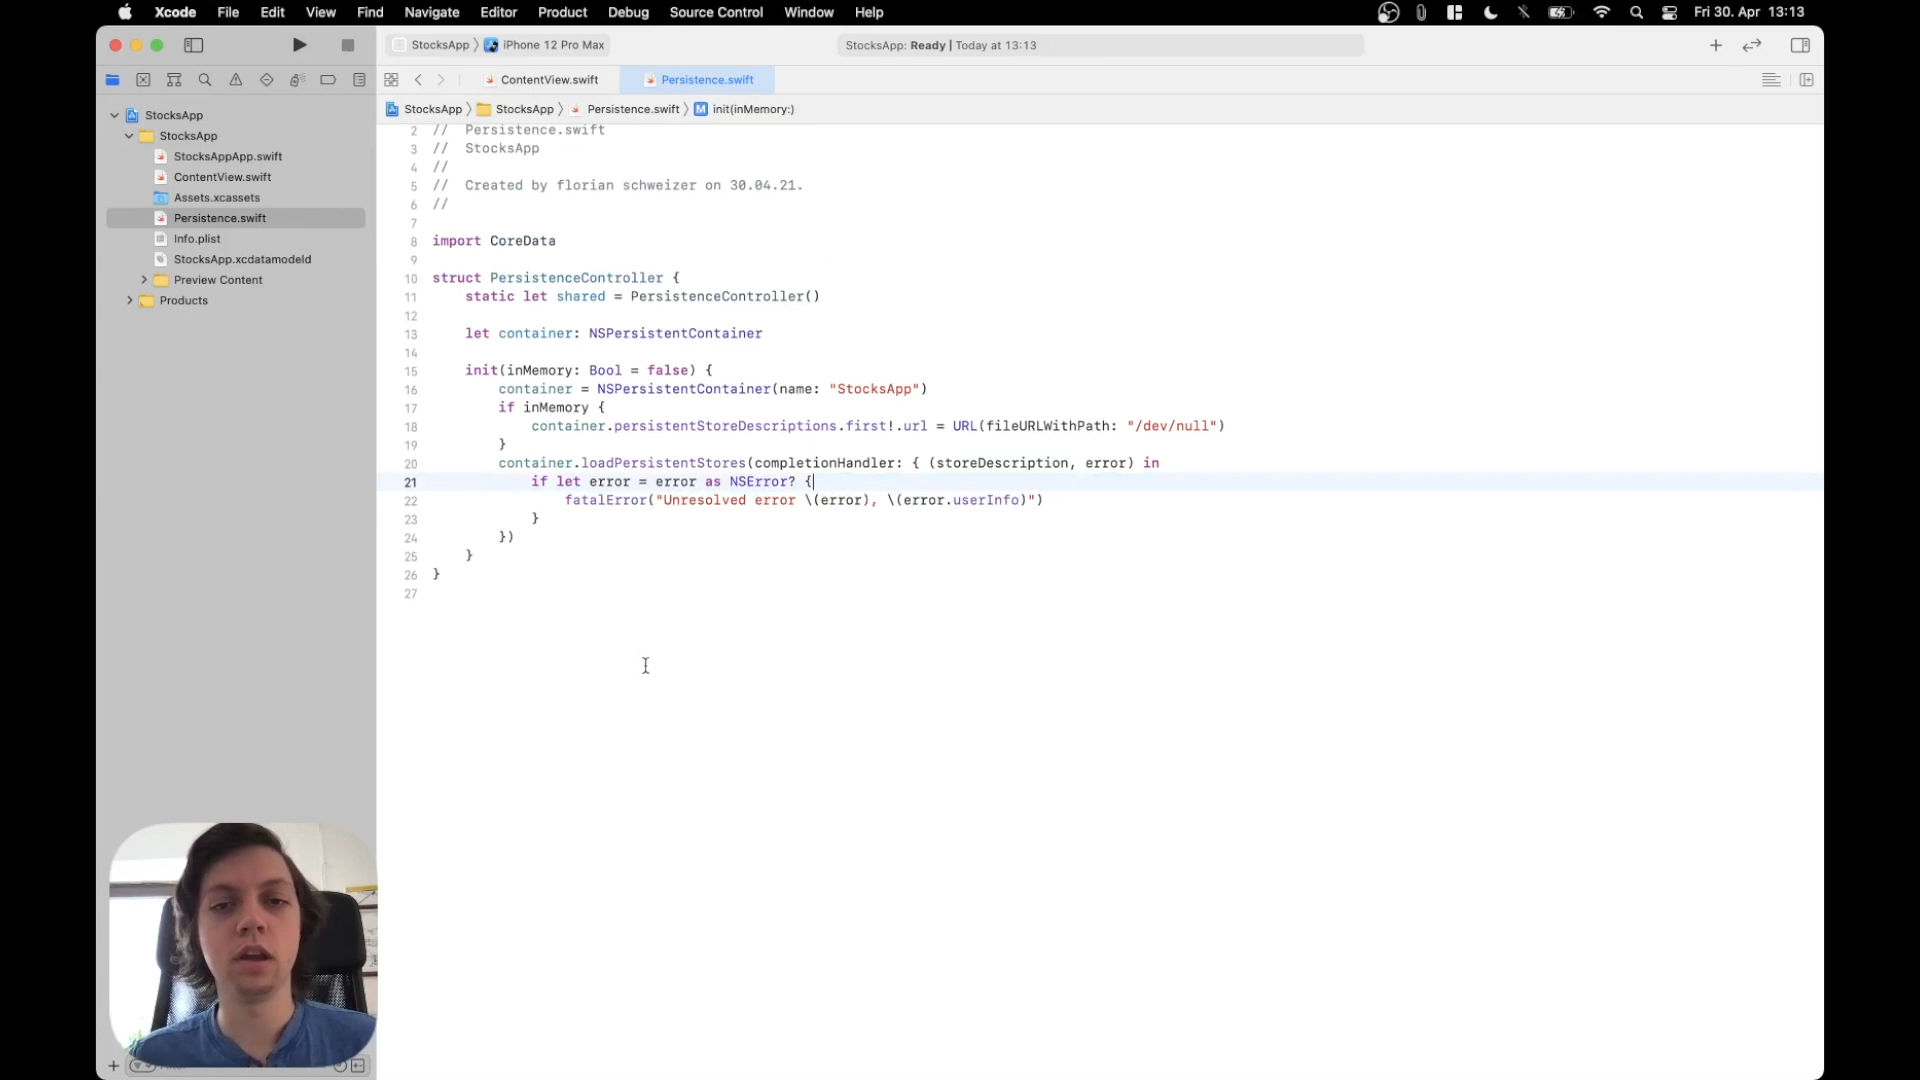 Xcode File Edit View Find Navigate Editor Product Debug Source Control Window Help Fri 30. Apr 13:13
StocksApp 〉 iPhone 12 Pro Max
StocksApp: Ready | Today at 13:13
ContentView.swift
Persistence.swift
StocksApp 〉 StocksApp 〉 Persistence.swift 〉 M init(inMemory:)
StocksApp
StocksApp
StocksAppApp.swift
ContentView.swift
Assets.xcassets
Persistence.swift
Info.plist
StocksApp.xcdatamodeld
Preview Content
Products
2 // Persistence.swift
3 // StocksApp
4 //
5 // Created by florian schweizer on 30.04.21.
6 //
7
8 import CoreData
9
10 struct PersistenceController {
11 static let shared = PersistenceController()
12
13 let container: NSPersistentContainer
14
15 init(inMemory: Bool = false) {
16 container = NSPersistentContainer(name: "StocksApp")
17 if inMemory {
18 container.persistentStoreDescriptions.first!.url = URL(fileURLWithPath: "/dev/null")
19 }
20 container.loadPersistentStores(completionHandler: { (storeDescription, error) in
21 if let error = error as NSError? {
22 fatalError("Unresolved error \(error), \(error.userInfo)")
23 }
24 })
25 }
26 }
27